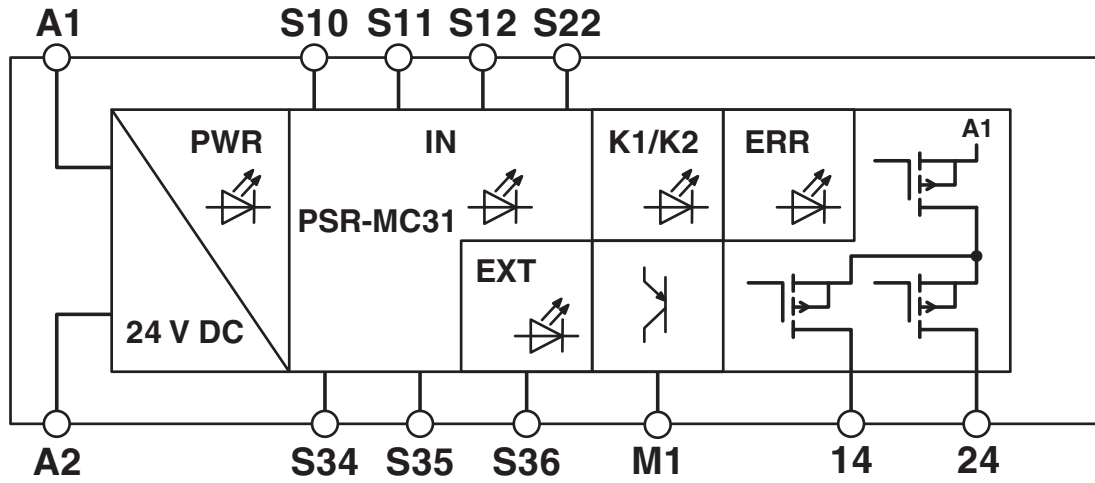 A1 S10 S11 S12 S22
PWR IN K1/K2 ERR A1
PSR-MC31
EXT
24 V DC
A2 S34 S35 S36 M1 14 24